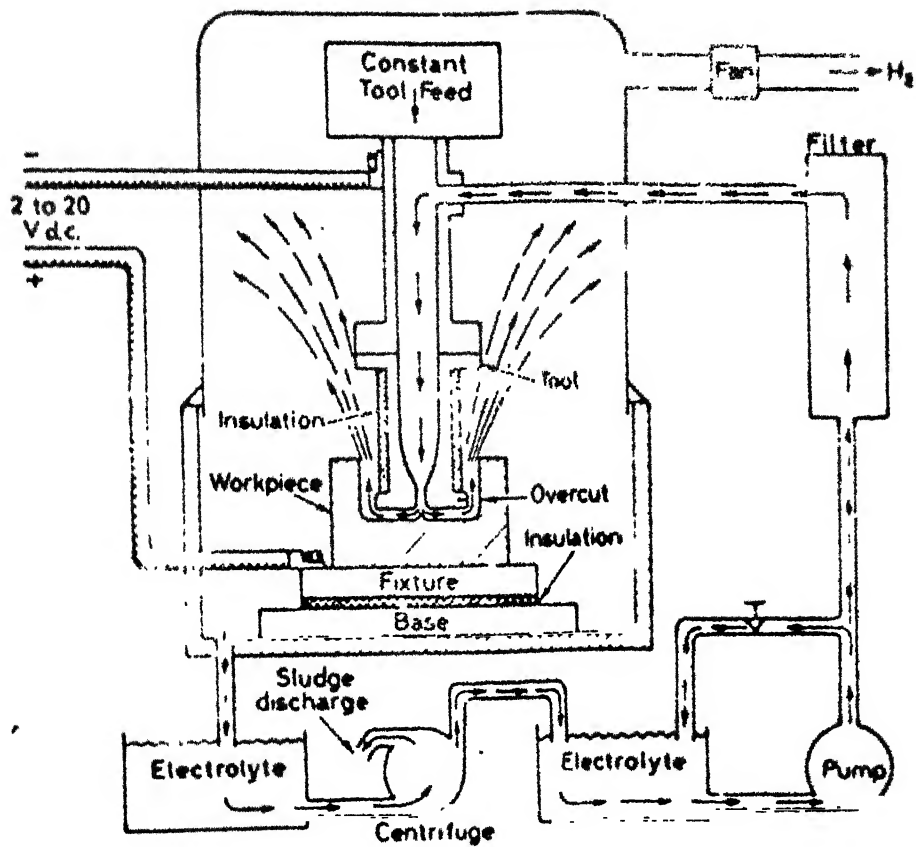 Constant
Tool Feed
Fan
H₂
Filter
–
2 to 20
V d.c.
+
Tool
Insulation
Workpiece
Overcut
Insulation
Fixture
Base
Sludge
discharge
Electrolyte
Electrolyte
Pump
Centrifuge